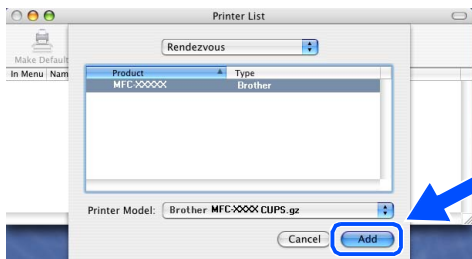 Printer List
Rendezvous
Make Default
In Menu Nam
Product Type
MFC-XXXXX Brother
Printer Model: Brother MFC-XXXX CUPS.gz
Cancel Add